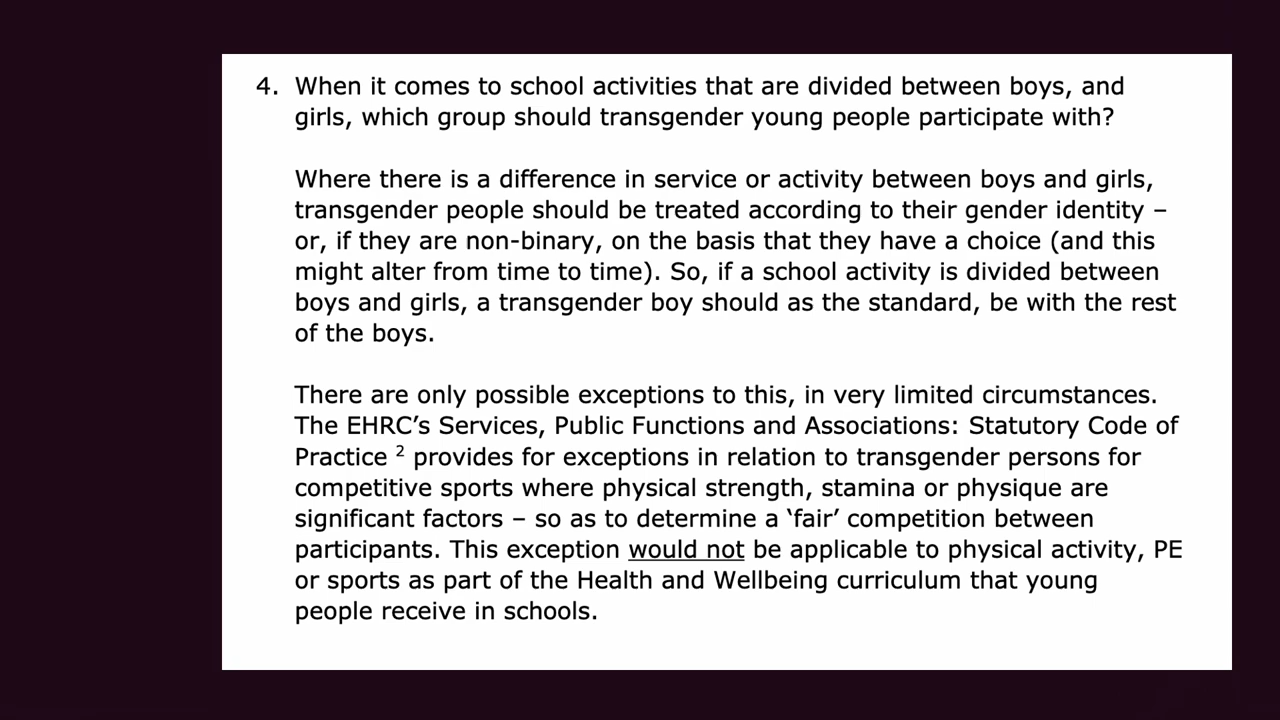 4. When it comes to school activities that are divided between boys, and
girls, which group should transgender young people participate with?
Where there is a difference in service or activity between boys and girls,
transgender people should be treated according to their gender identity –
or, if they are non-binary, on the basis that they have a choice (and this
might alter from time to time). So, if a school activity is divided between
boys and girls, a transgender boy should as the standard, be with the rest
of the boys.
There are only possible exceptions to this, in very limited circumstances.
The EHRC’s Services, Public Functions and Associations: Statutory Code of
Practice ² provides for exceptions in relation to transgender persons for
competitive sports where physical strength, stamina or physique are
significant factors – so as to determine a ‘fair’ competition between
participants. This exception would not be applicable to physical activity, PE
or sports as part of the Health and Wellbeing curriculum that young
people receive in schools.